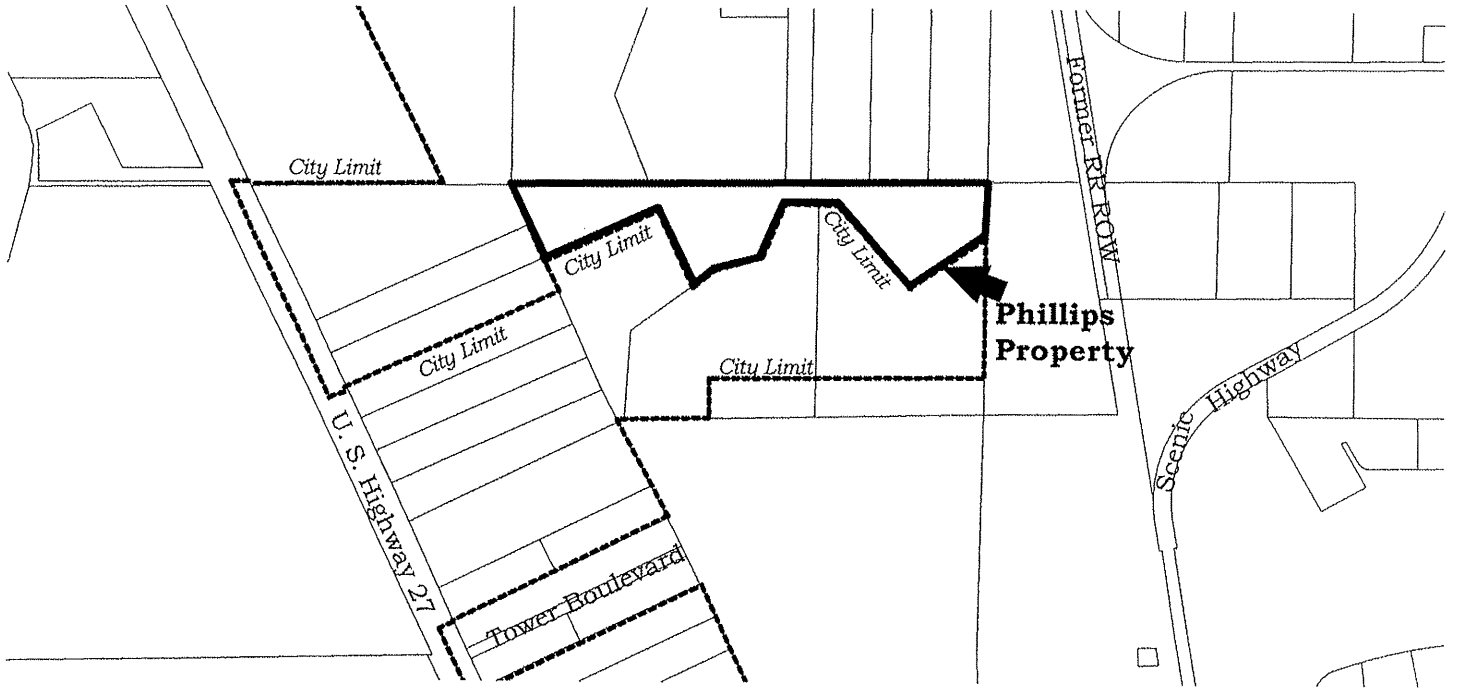 Former RR ROW
City Limit
City Limit
City Limit
Phillips
Property
City Limit
City Limit
Scenic Highway
U. S. Highway 27
Tower Boulevard